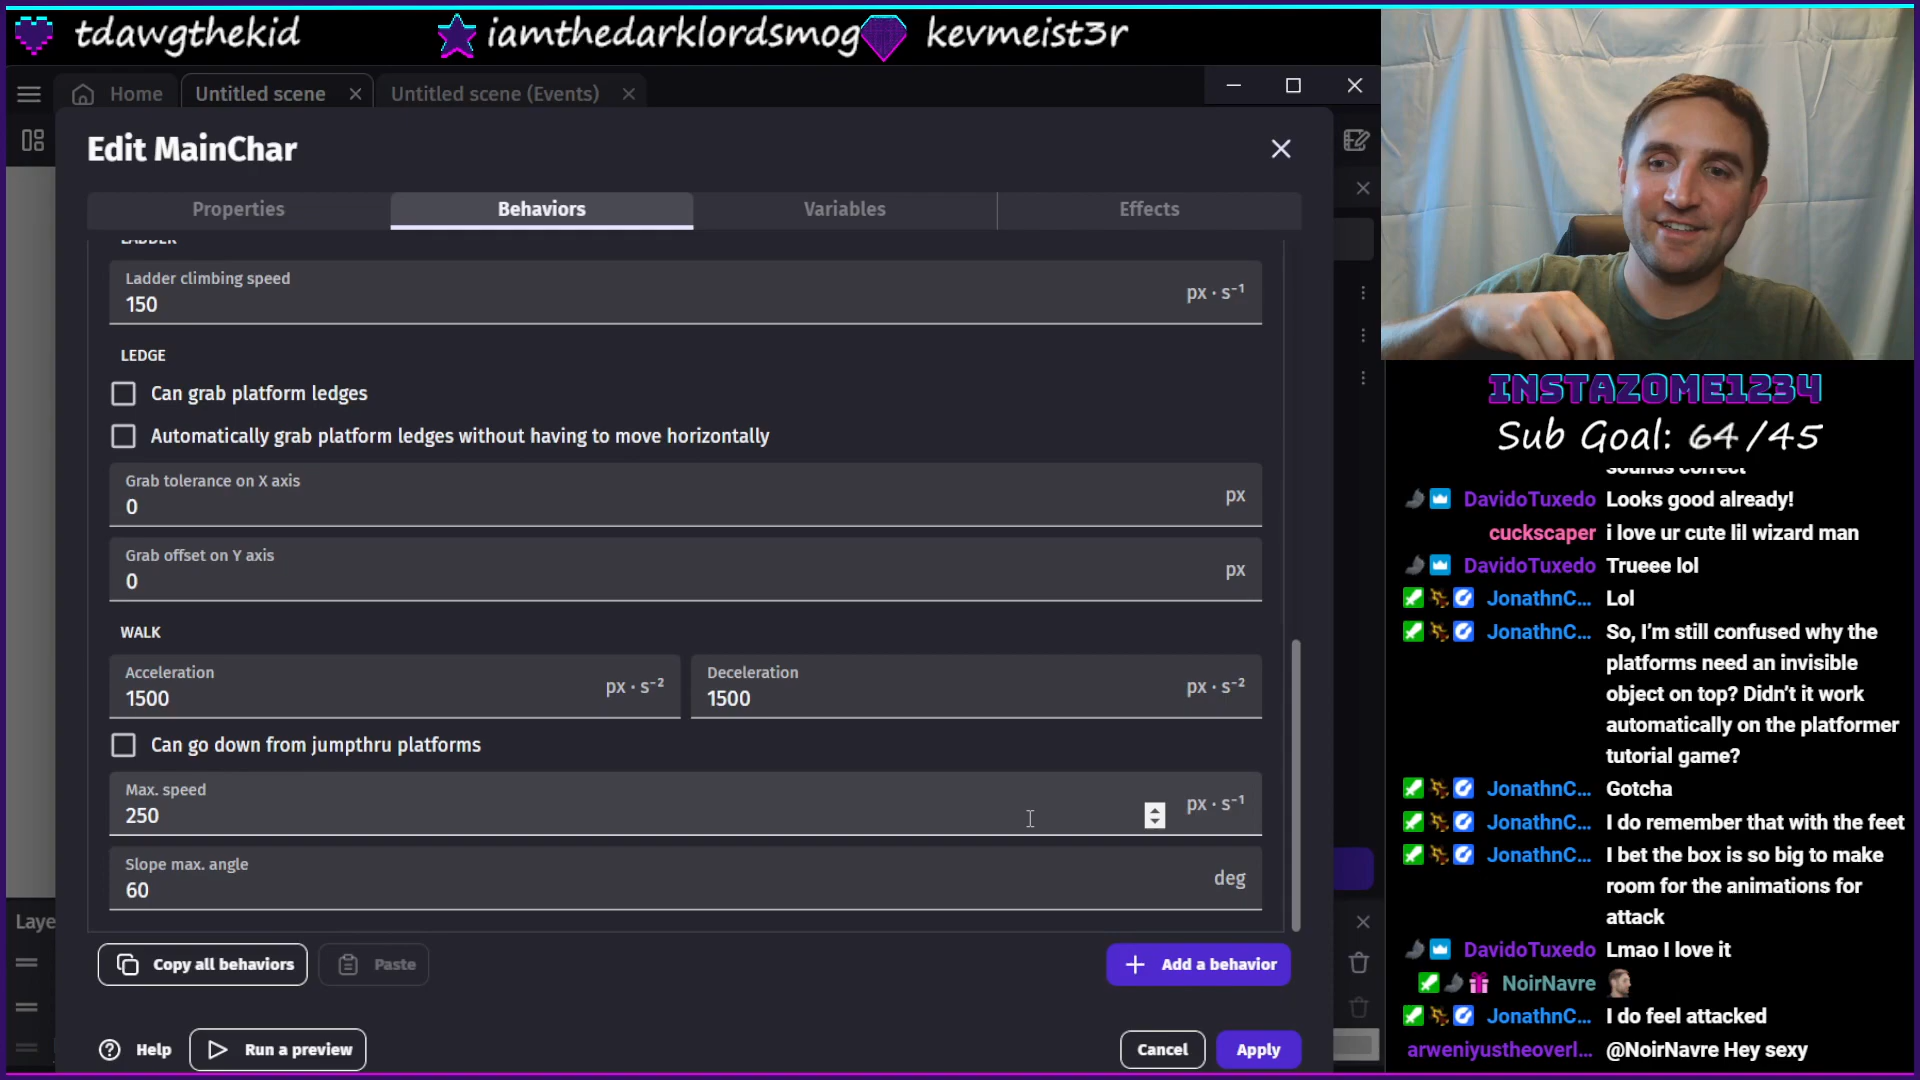 tdawgthekid
iamthedarklordsmog
kevmeist3r
Home
Untitled scene
Untitled scene (Events)
Edit MainChar
Properties
Behaviors
Variables
Effects
LADDER
Ladder climbing speed
150
px · s⁻¹
LEDGE
Can grab platform ledges
Automatically grab platform ledges without having to move horizontally
Grab tolerance on X axis
0
px
Grab offset on Y axis
0
px
WALK
Acceleration
1500
px · s⁻²
Deceleration
1500
px · s⁻²
Can go down from jumpthru platforms
Max. speed
250
px · s⁻¹
Slope max. angle
60
deg
Laye
Copy all behaviors
Paste
Add a behavior
Help
Run a preview
Cancel
Apply
INSTAZOME1234
Sub Goal: 64/45
sounds correct
DavidoTuxedo Looks good already!
cuckscaper i love ur cute lil wizard man
DavidoTuxedo Trueee lol
JonathnC... Lol
JonathnC... So, I'm still confused why the
platforms need an invisible
object on top? Didn't it work
automatically on the platformer
tutorial game?
JonathnC... Gotcha
JonathnC... I do remember that with the feet
JonathnC... I bet the box is so big to make
room for the animations for
attack
DavidoTuxedo Lmao I love it
NoirNavre
JonathnC... I do feel attacked
arweniyustheoverl... @NoirNavre Hey sexy